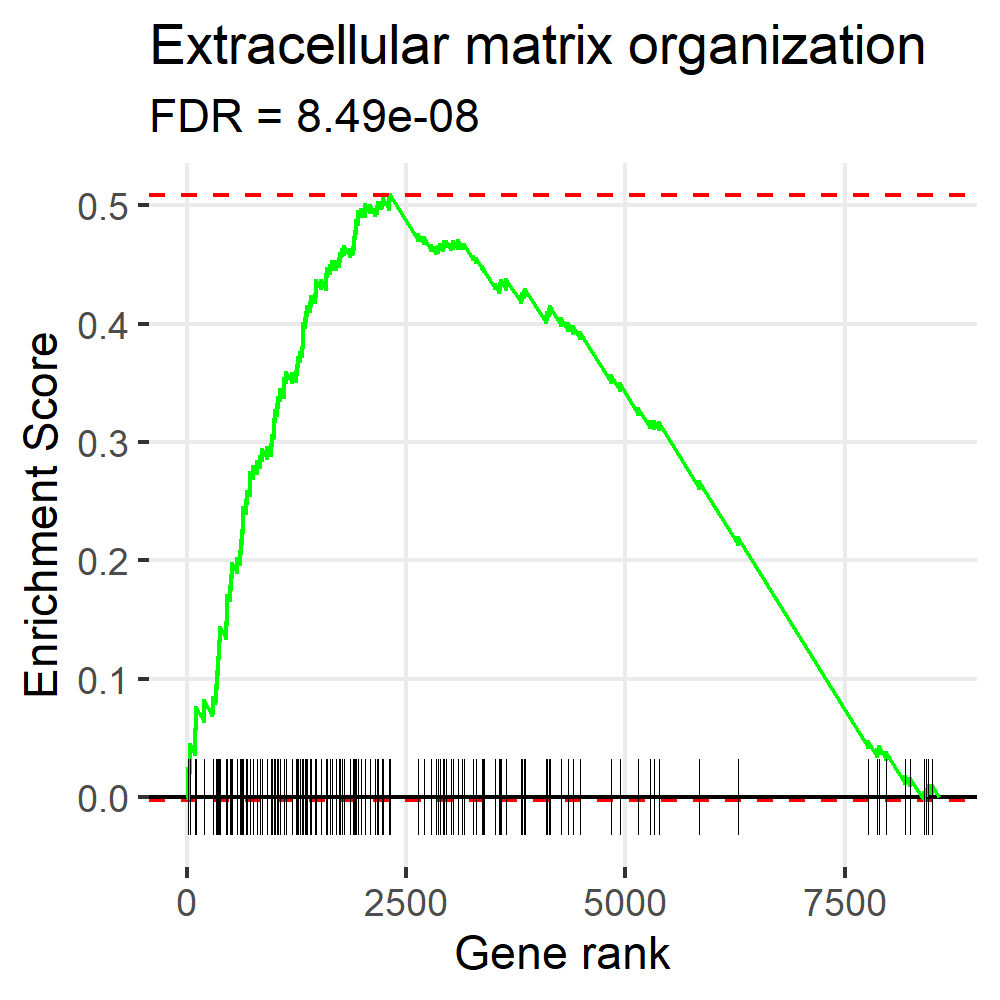 Extracellular matrix organization
FDR = 8.49e-08
Enrichment Score
0.5
0.4
0.3
0.2
0.1
0.0
0 2500 5000 7500
Gene rank